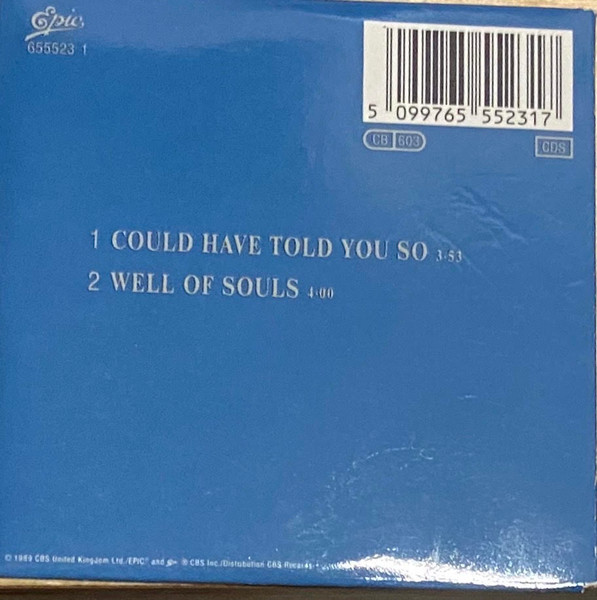 Epic
655523 1
5 099765 552317
CB 603
CDS
1 COULD HAVE TOLD YOU SO 3·53
2 WELL OF SOULS 4·00
© 1989 CBS United Kingdom Ltd./EPIC® and ® CBS Inc./Distribution CBS Records